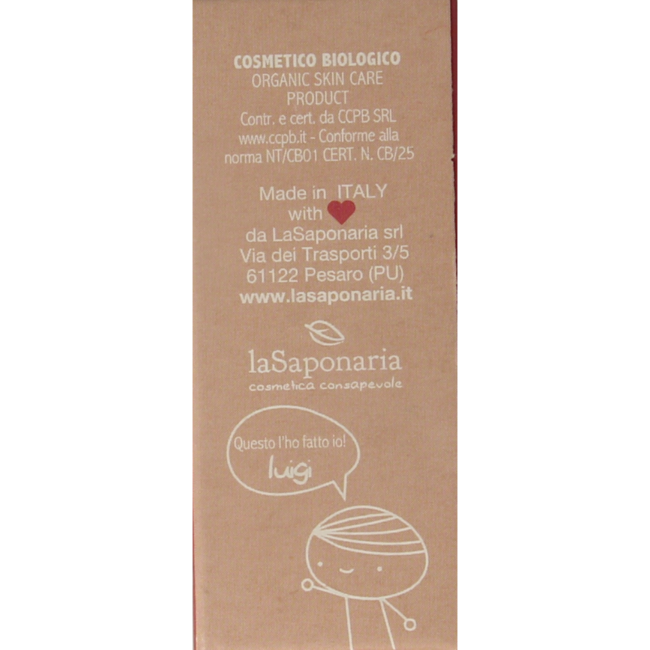 COSMETICO BIOLOGICO
ORGANIC SKIN CARE
PRODUCT
Contr. e cert. da CCPB SRL
www.ccpb.it - Conforme alla
norma NT/CB01 CERT. N. CB/25
Made in ITALY
with
da LaSaponaria srl
Via dei Trasporti 3/5
61122 Pesaro (PU)
www.lasaponaria.it
laSaponaria
cosmetica consapevole
Questo l'ho fatto io!
luigi